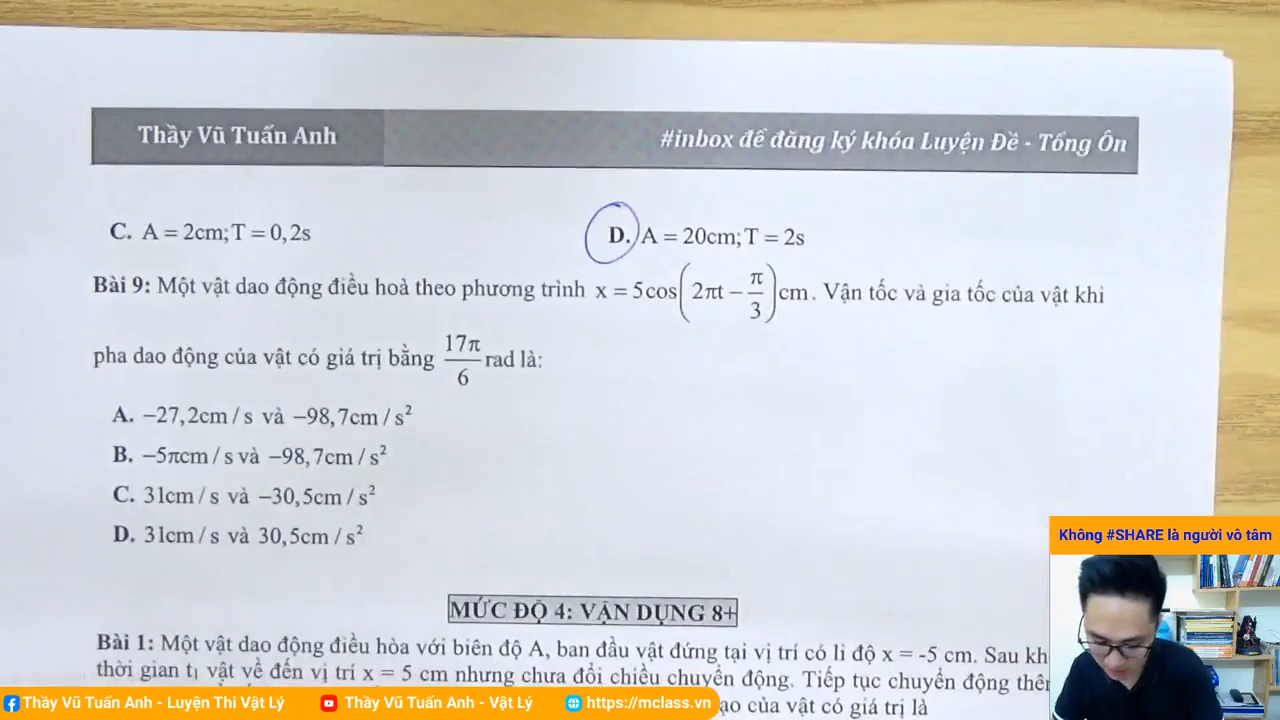 Thầy Vũ Tuấn Anh
#inbox để đăng ký khóa Luyện Đề - Tổng Ôn
C. A = 2cm; T = 0,2s
D. A = 20cm; T = 2s
Bài 9: Một vật dao động điều hoà theo phương trình x = 5cos(2πt − π/3)cm. Vận tốc và gia tốc của vật khi
pha dao động của vật có giá trị bằng 17π/6 rad là:
A. −27,2cm / s và −98,7cm / s²
B. −5πcm / s và −98,7cm / s²
C. 31cm / s và −30,5cm / s²
D. 31cm / s và 30,5cm / s²
Không #SHARE là người vô tâm
MỨC ĐỘ 4: VẬN DỤNG 8+
Bài 1: Một vật dao động điều hòa với biên độ A, ban đầu vật đứng tại vị trí có li độ x = -5 cm. Sau
thời gian t₁ vật về đến vị trí x = 5 cm nhưng chưa đổi chiều chuyển động. Tiếp tục chuyển động
của vật có giá trị là
Thầy Vũ Tuấn Anh - Luyện Thi Vật Lý
Thầy Vũ Tuấn Anh - Vật Lý
https://mclass.vn